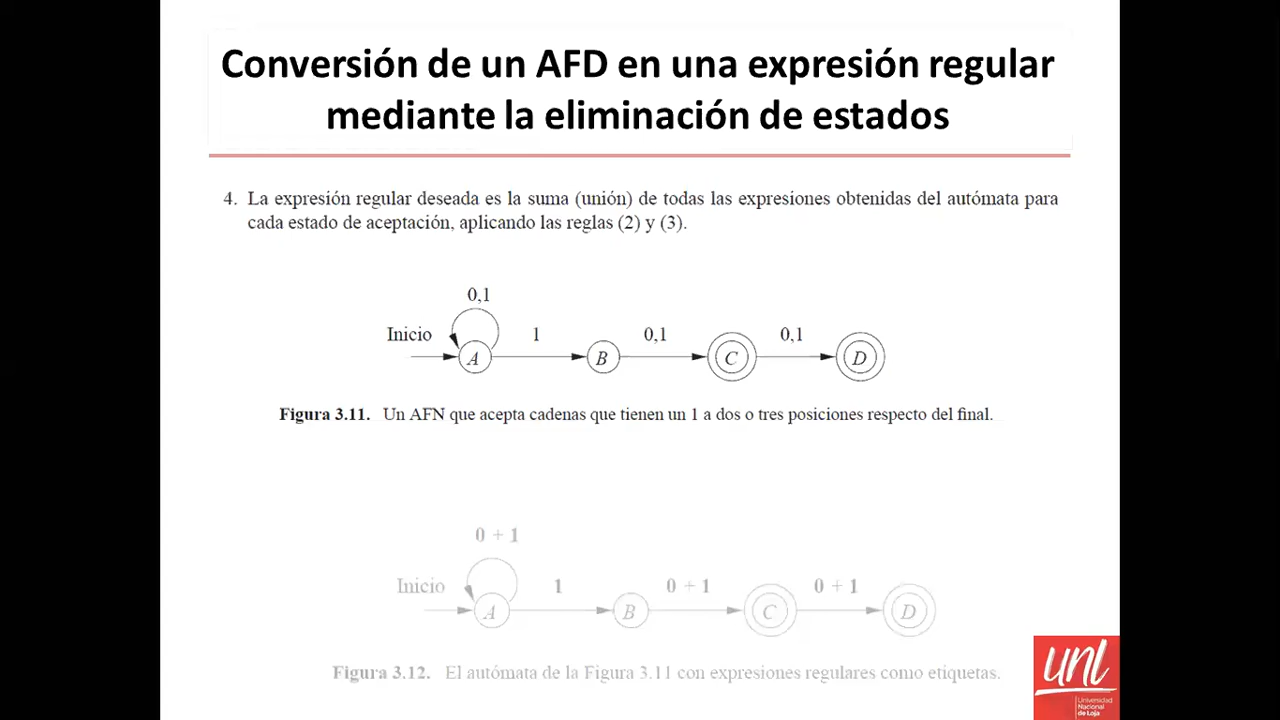 Conversión de un AFD en una expresión regular
mediante la eliminación de estados
4. La expresión regular deseada es la suma (unión) de todas las expresiones obtenidas del autómata para
cada estado de aceptación, aplicando las reglas (2) y (3).
0,1
Inicio 1 0,1 0,1
A B C D
Figura 3.11. Un AFN que acepta cadenas que tienen un 1 a dos o tres posiciones respecto del final.
0 + 1
Inicio 1 0 + 1 0 + 1
A B C D
Figura 3.12. El autómata de la Figura 3.11 con expresiones regulares como etiquetas.
unl
Universidad
Nacional
de Loja